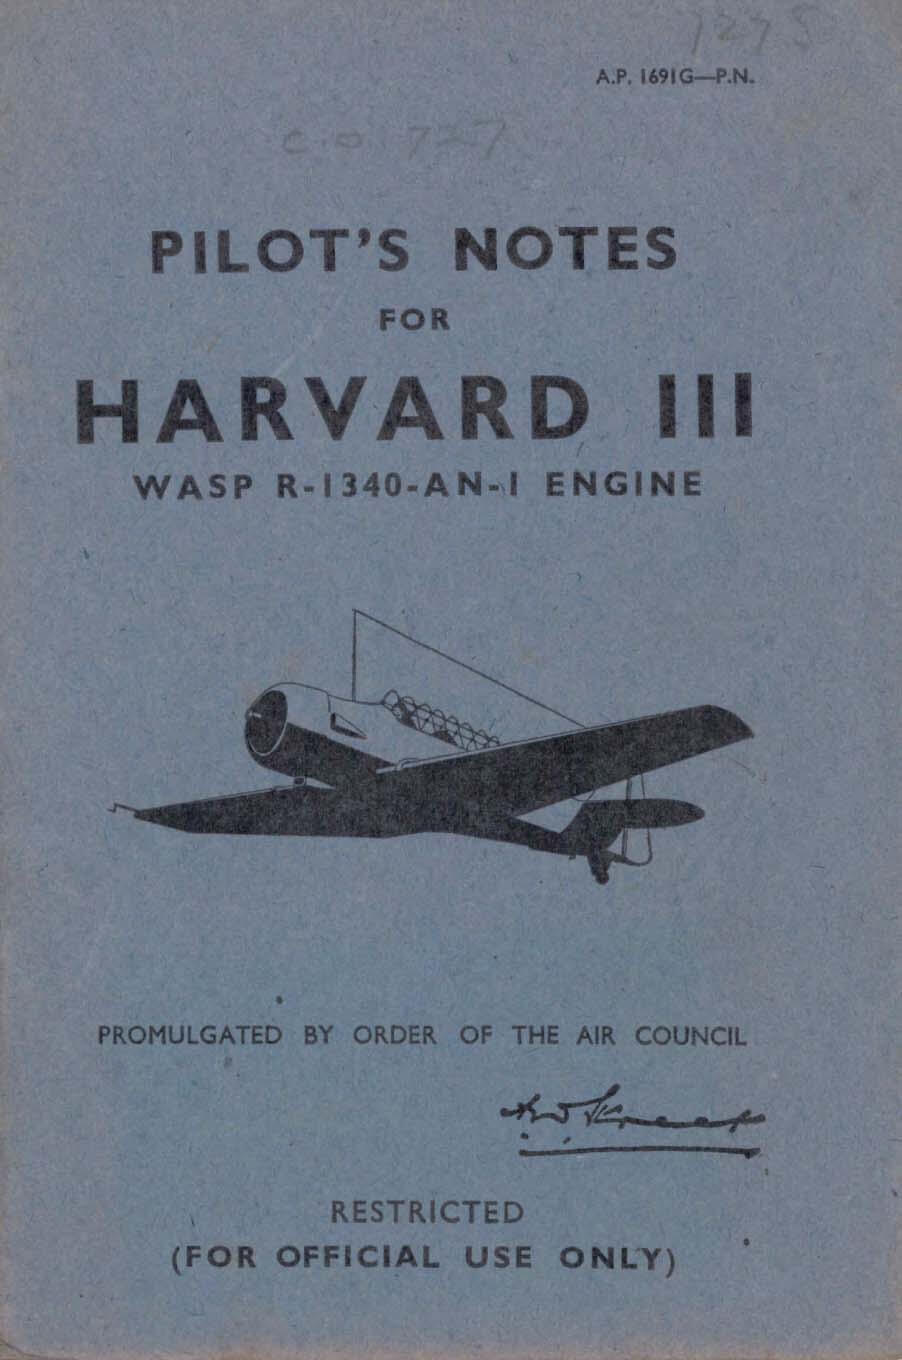 A.P. 1691G—P.N.
C.O. 727
PILOT'S NOTES
FOR
HARVARD III
WASP R-1340-AN-1 ENGINE
PROMULGATED BY ORDER OF THE AIR COUNCIL
RESTRICTED
(FOR OFFICIAL USE ONLY)